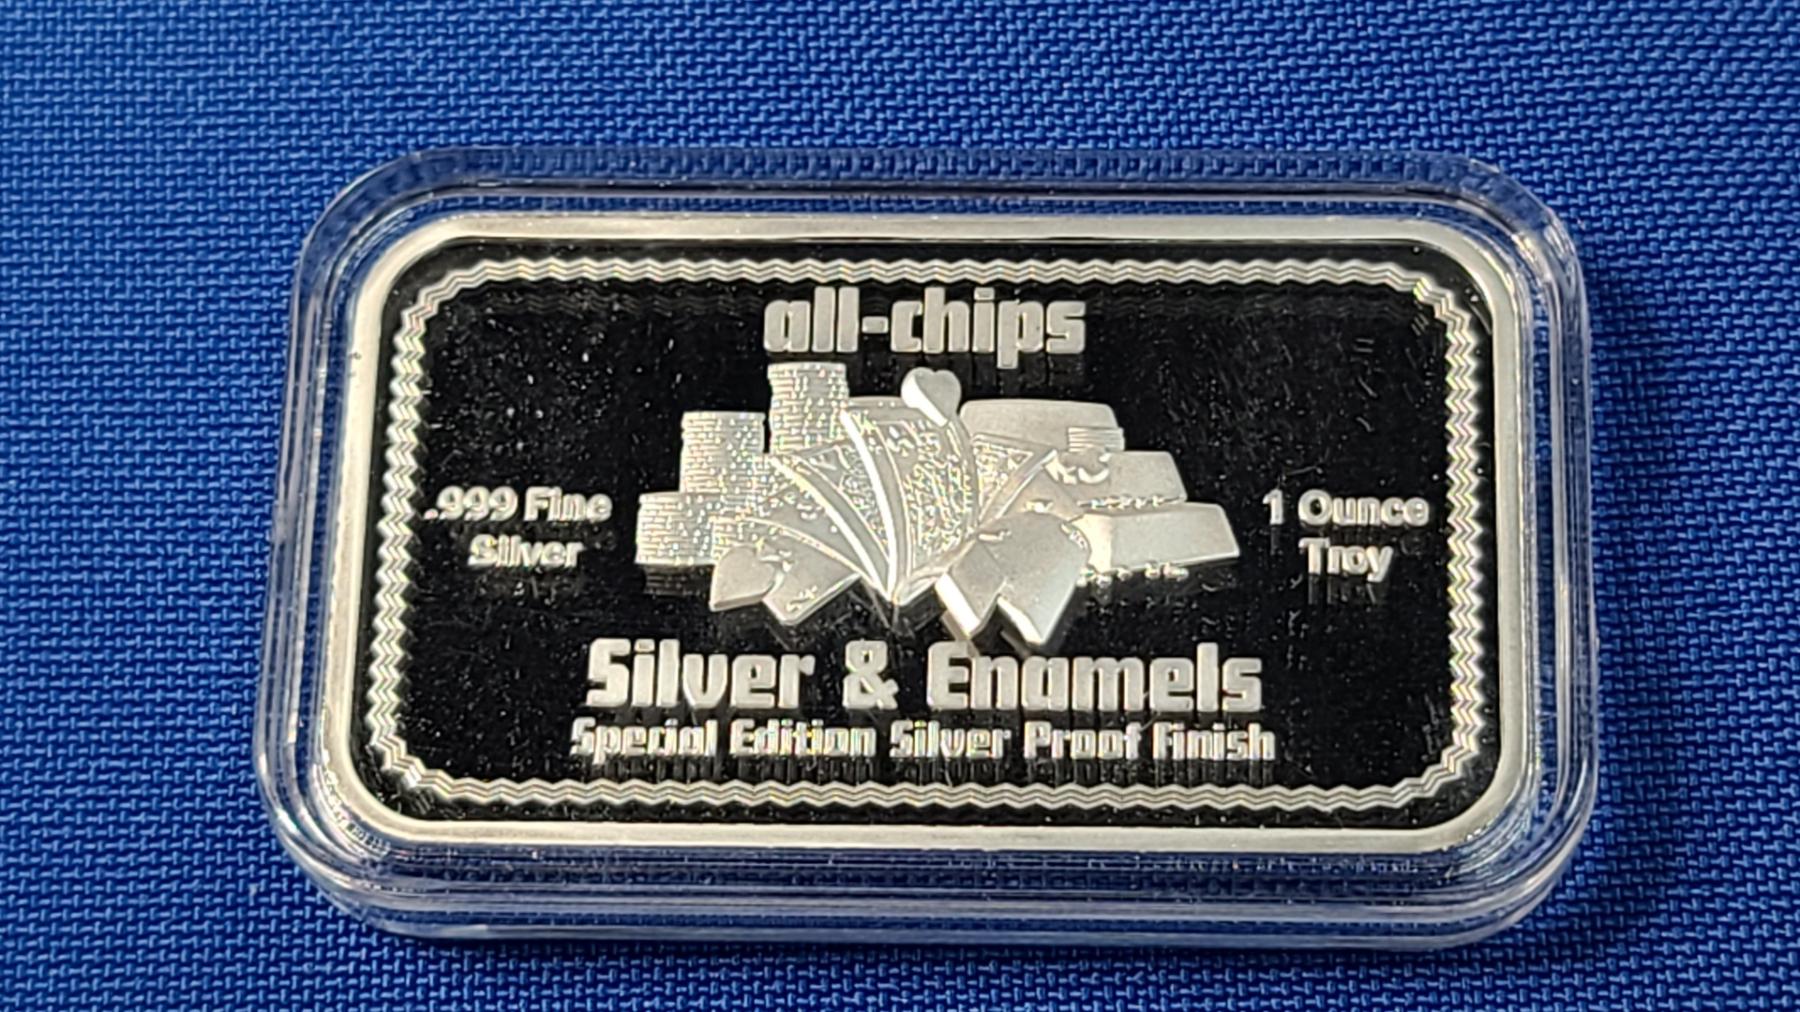 all-chips
.999 Fine
Silver
1 Ounce
Troy
Silver & Enamels
Special Edition Silver Proof Finish